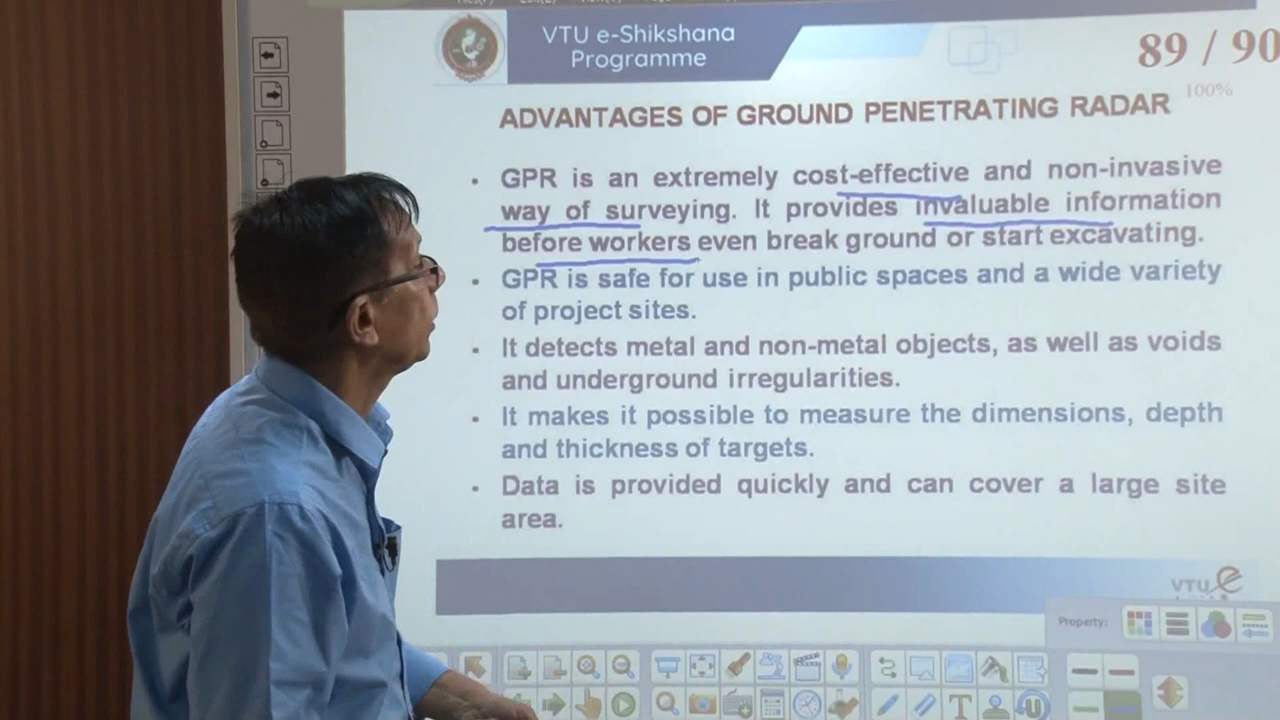 VTU e-Shikshana
Programme
89 / 90
100%
ADVANTAGES OF GROUND PENETRATING RADAR
• GPR is an extremely cost-effective and non-invasive
way of surveying. It provides invaluable information
before workers even break ground or start excavating.
• GPR is safe for use in public spaces and a wide variety
of project sites.
• It detects metal and non-metal objects, as well as voids
and underground irregularities.
• It makes it possible to measure the dimensions, depth
and thickness of targets.
• Data is provided quickly and can cover a large site
area.
VTU e
Property: